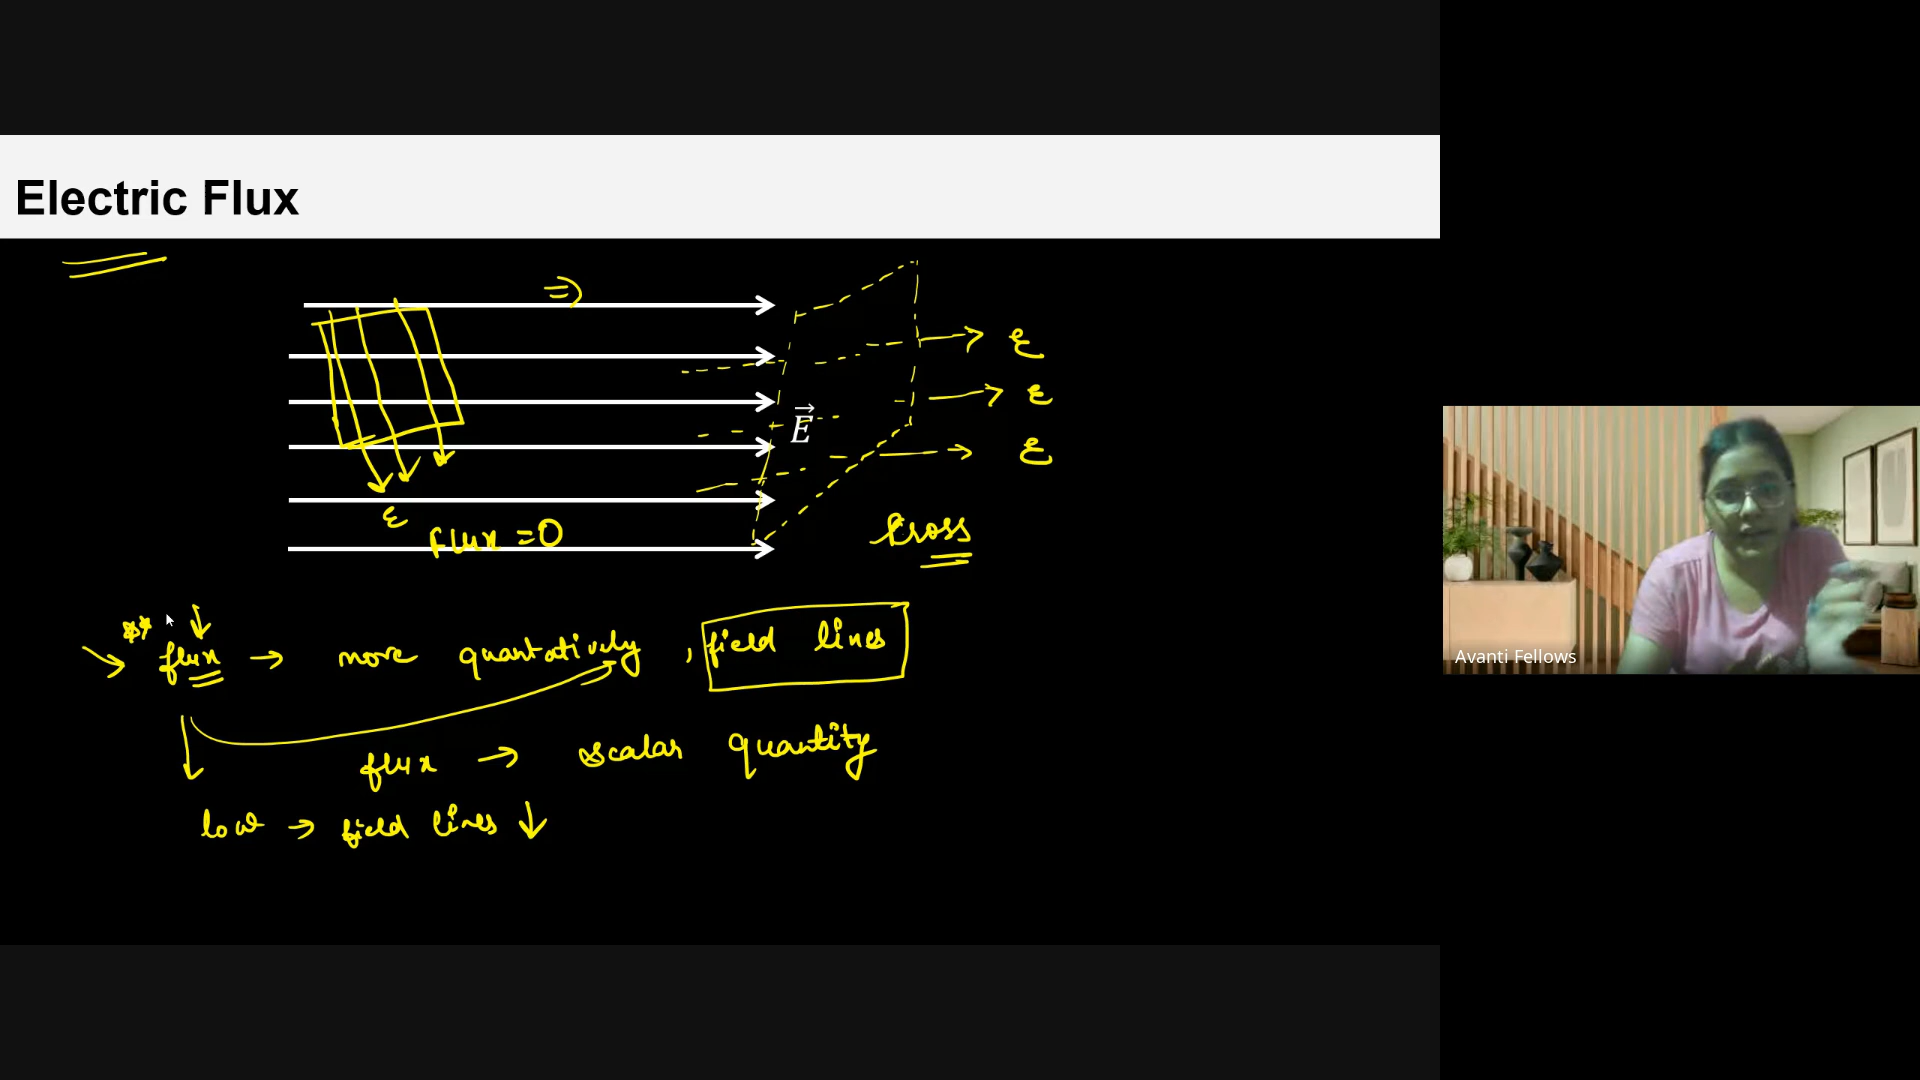 Electric Flux
=)
ε
ε
E
ε
ε
flux = 0
Cross
** flux → more quantatively, field lines
flux → scalar quantity
low → field lines ↓
Avanti Fellows